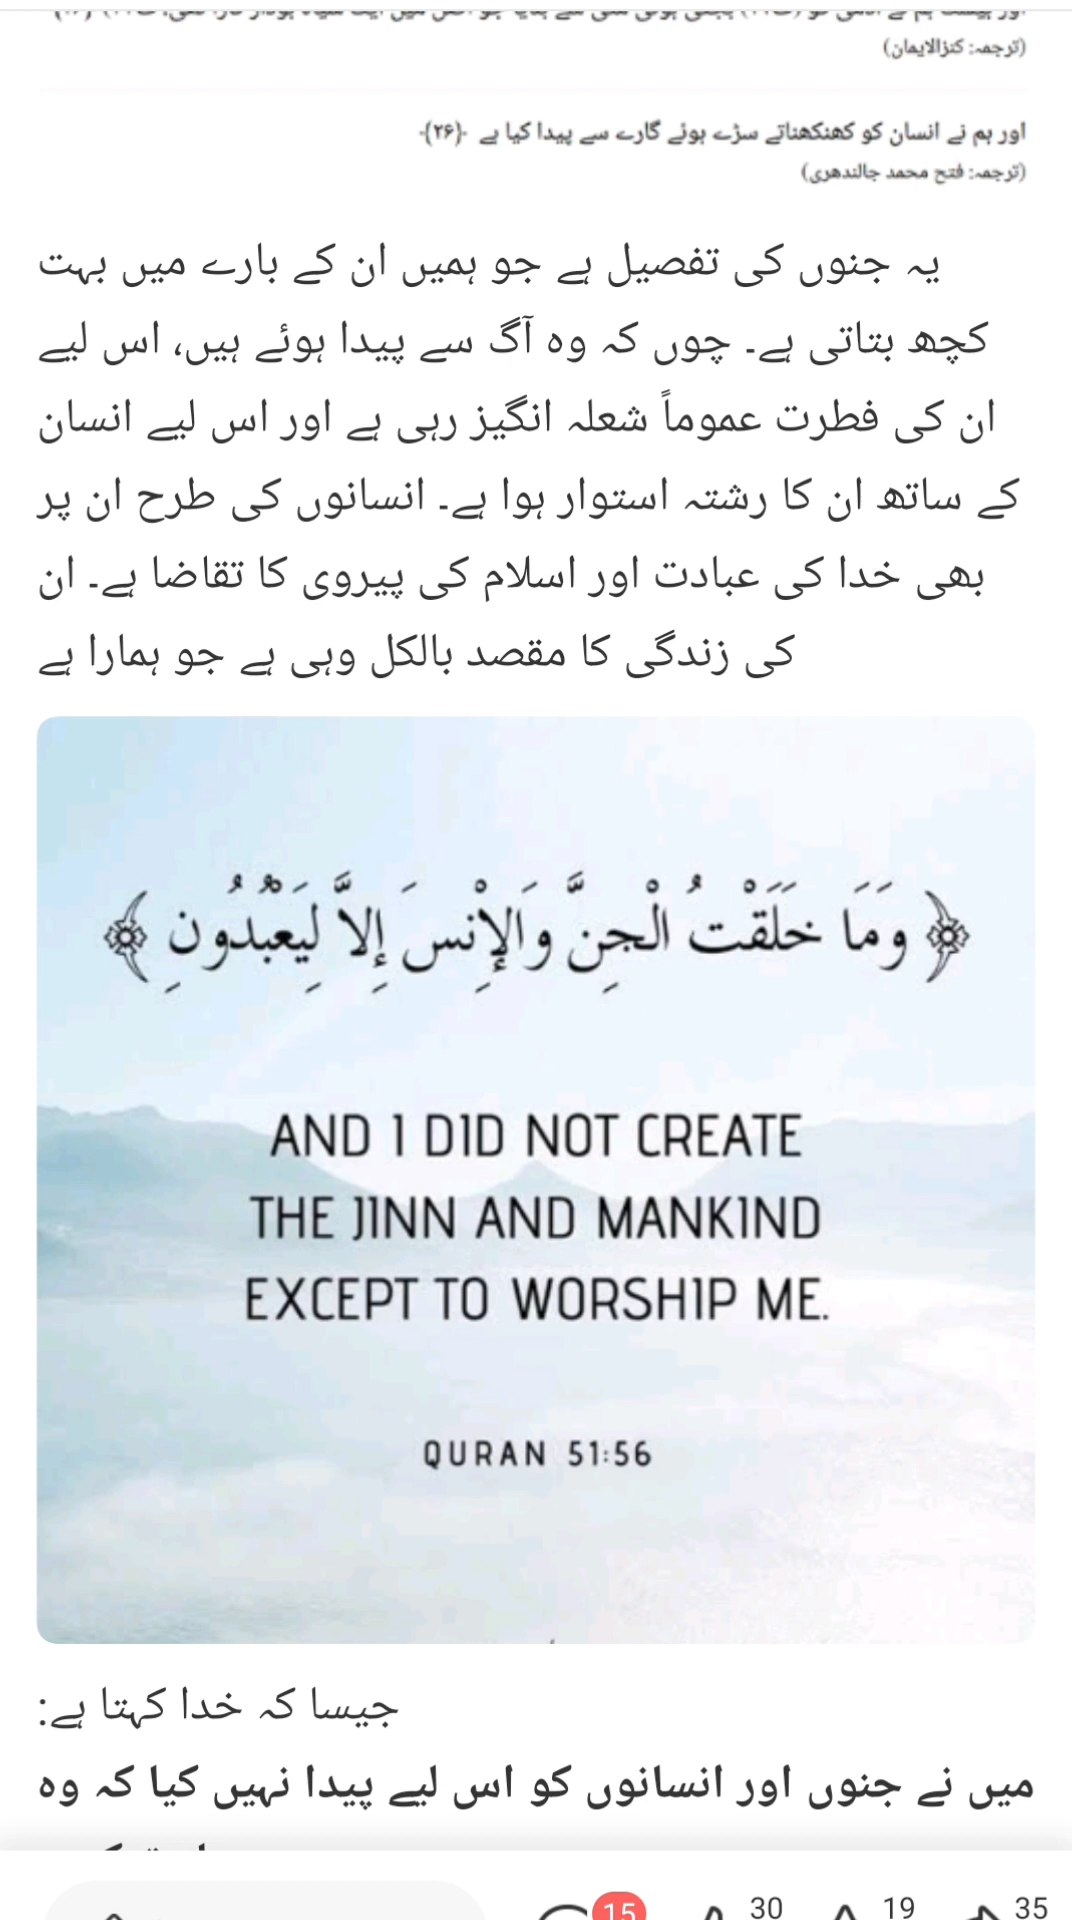 (ترجمہ: کنزالایمان)
اور ہم نے انسان کو کھنکھناتے سڑے ہوئے گارے سے پیدا کیا ہے ‎-{۲۶}-
(ترجمہ: فتح محمد جالندھری)
یہ جنوں کی تفصیل ہے جو ہمیں ان کے بارے میں بہت
کچھ بتاتی ہے۔ چوں کہ وہ آگ سے پیدا ہوئے ہیں، اس لیے
ان کی فطرت عموماً شعلہ انگیز رہی ہے اور اس لیے انسان
کے ساتھ ان کا رشتہ استوار ہوا ہے۔ انسانوں کی طرح ان پر
بھی خدا کی عبادت اور اسلام کی پیروی کا تقاضا ہے۔ ان
کی زندگی کا مقصد بالکل وہی ہے جو ہمارا ہے
﴿ وَمَا خَلَقْتُ الْجِنَّ وَالإِنْسَ إِلاَّ لِيَعْبُدُونِ ﴾
AND I DID NOT CREATE
THE JINN AND MANKIND
EXCEPT TO WORSHIP ME.
QURAN 51:56
جیسا کہ خدا کہتا ہے:
میں نے جنوں اور انسانوں کو اس لیے پیدا نہیں کیا کہ وہ
15 30 19 35